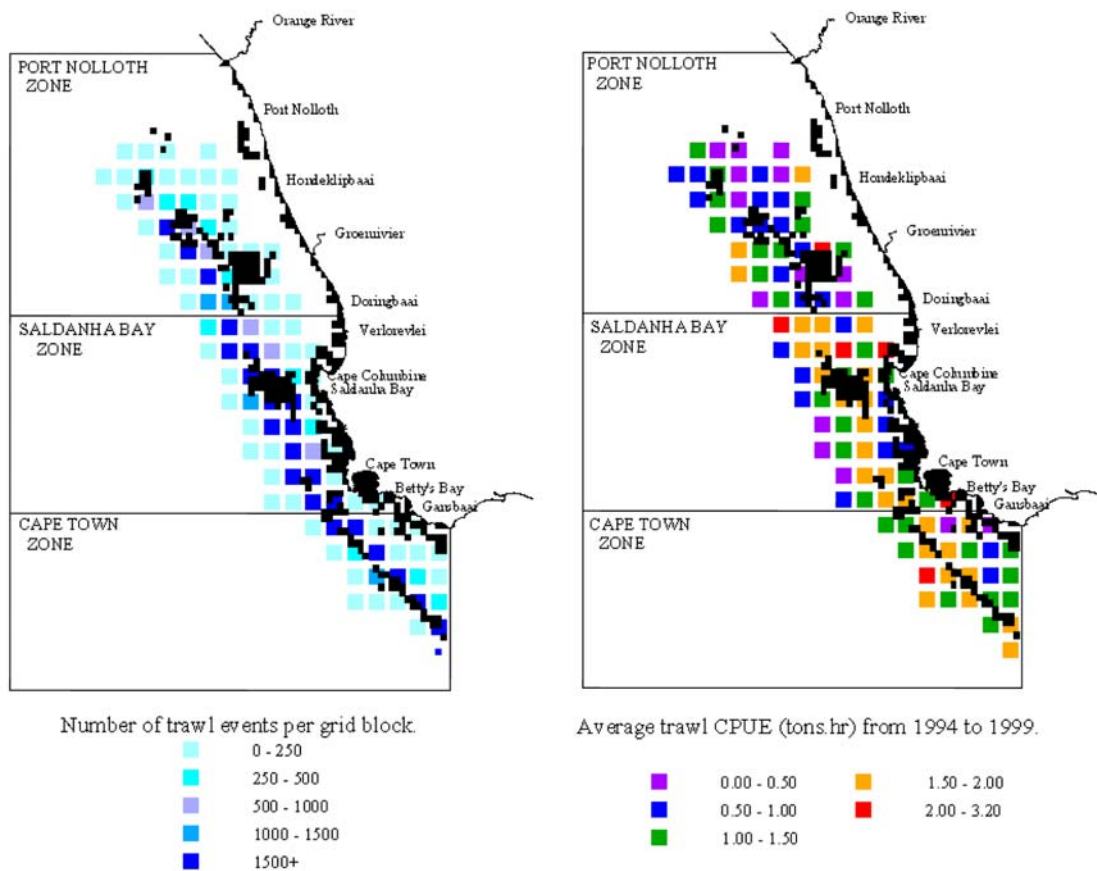 Orange River
PORT NOLLOTH
ZONE
Port Nolloth
Hondeklipbaai
Groenrivier
Doringbaai
SALDANHA BAY
ZONE
Verlorevlei
Cape Columbine
Saldanha Bay
Cape Town
Betty's Bay
Gansbaai
CAPE TOWN
ZONE
Number of trawl events per grid block.
0 - 250
250 - 500
500 - 1000
1000 - 1500
1500+
Orange River
PORT NOLLOTH
ZONE
Port Nolloth
Hondeklipbaai
Groenrivier
Doringbaai
SALDANHA BAY
ZONE
Verlorevlei
Cape Columbine
Saldanha Bay
Cape Town
Betty's Bay
Gansbaai
CAPE TOWN
ZONE
Average trawl CPUE (tons.hr) from 1994 to 1999.
0.00 - 0.50
0.50 - 1.00
1.00 - 1.50
1.50 - 2.00
2.00 - 3.20